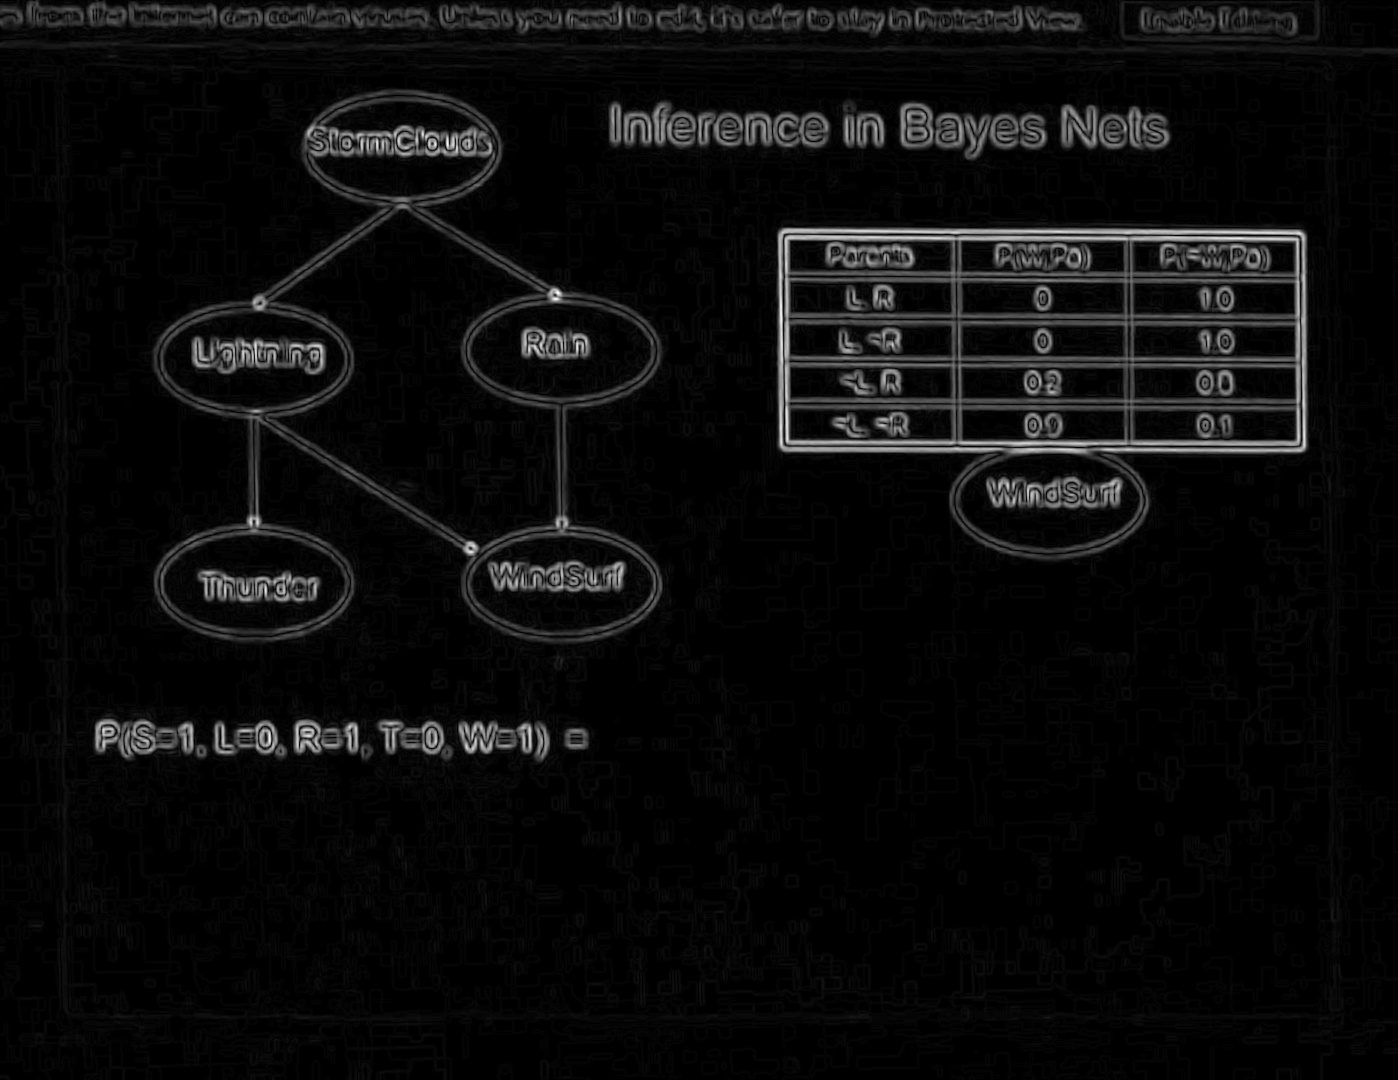 from the Internet can contain viruses. Unless you need to edit, it's safer to stay in Protected View. Enable Editing
Inference in Bayes Nets
StormClouds
Lightning
Rain
Thunder
WindSurf
Parents P(W|Pa) P(¬W|Pa)
L, R 0 1.0
L, ¬R 0 1.0
¬L, R 0.2 0.8
¬L, ¬R 0.9 0.1
WindSurf
P(S=1, L=0, R=1, T=0, W=1) =